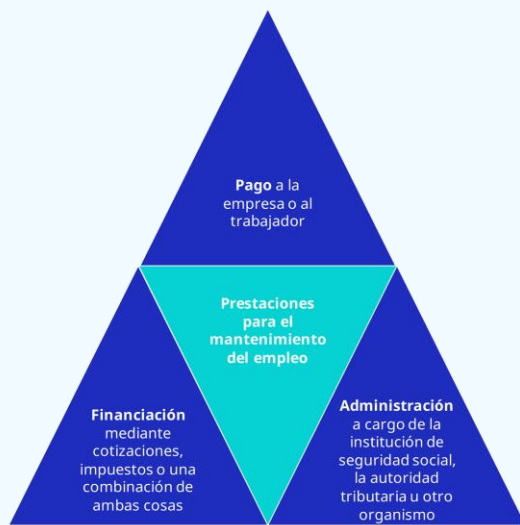 Pago a la
empresa o al
trabajador
Prestaciones
para el
mantenimiento
del empleo
Financiación
mediante
cotizaciones,
impuestos o una
combinación de
ambas cosas
Administración
a cargo de la
institución de
seguridad social,
la autoridad
tributaria u otro
organismo